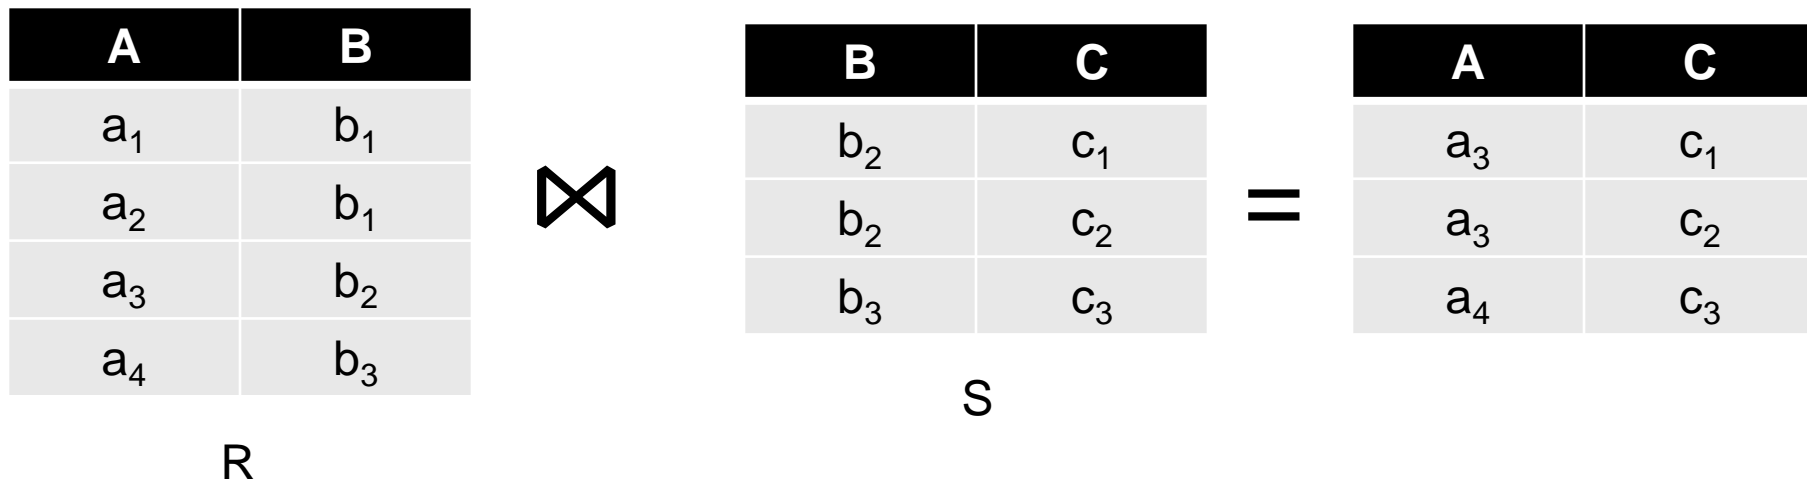 A B
a₁ b₁
a₂ b₁
a₃ b₂
a₄ b₃
R
⋈
B C
b₂ c₁
b₂ c₂
b₃ c₃
S
=
A C
a₃ c₁
a₃ c₂
a₄ c₃